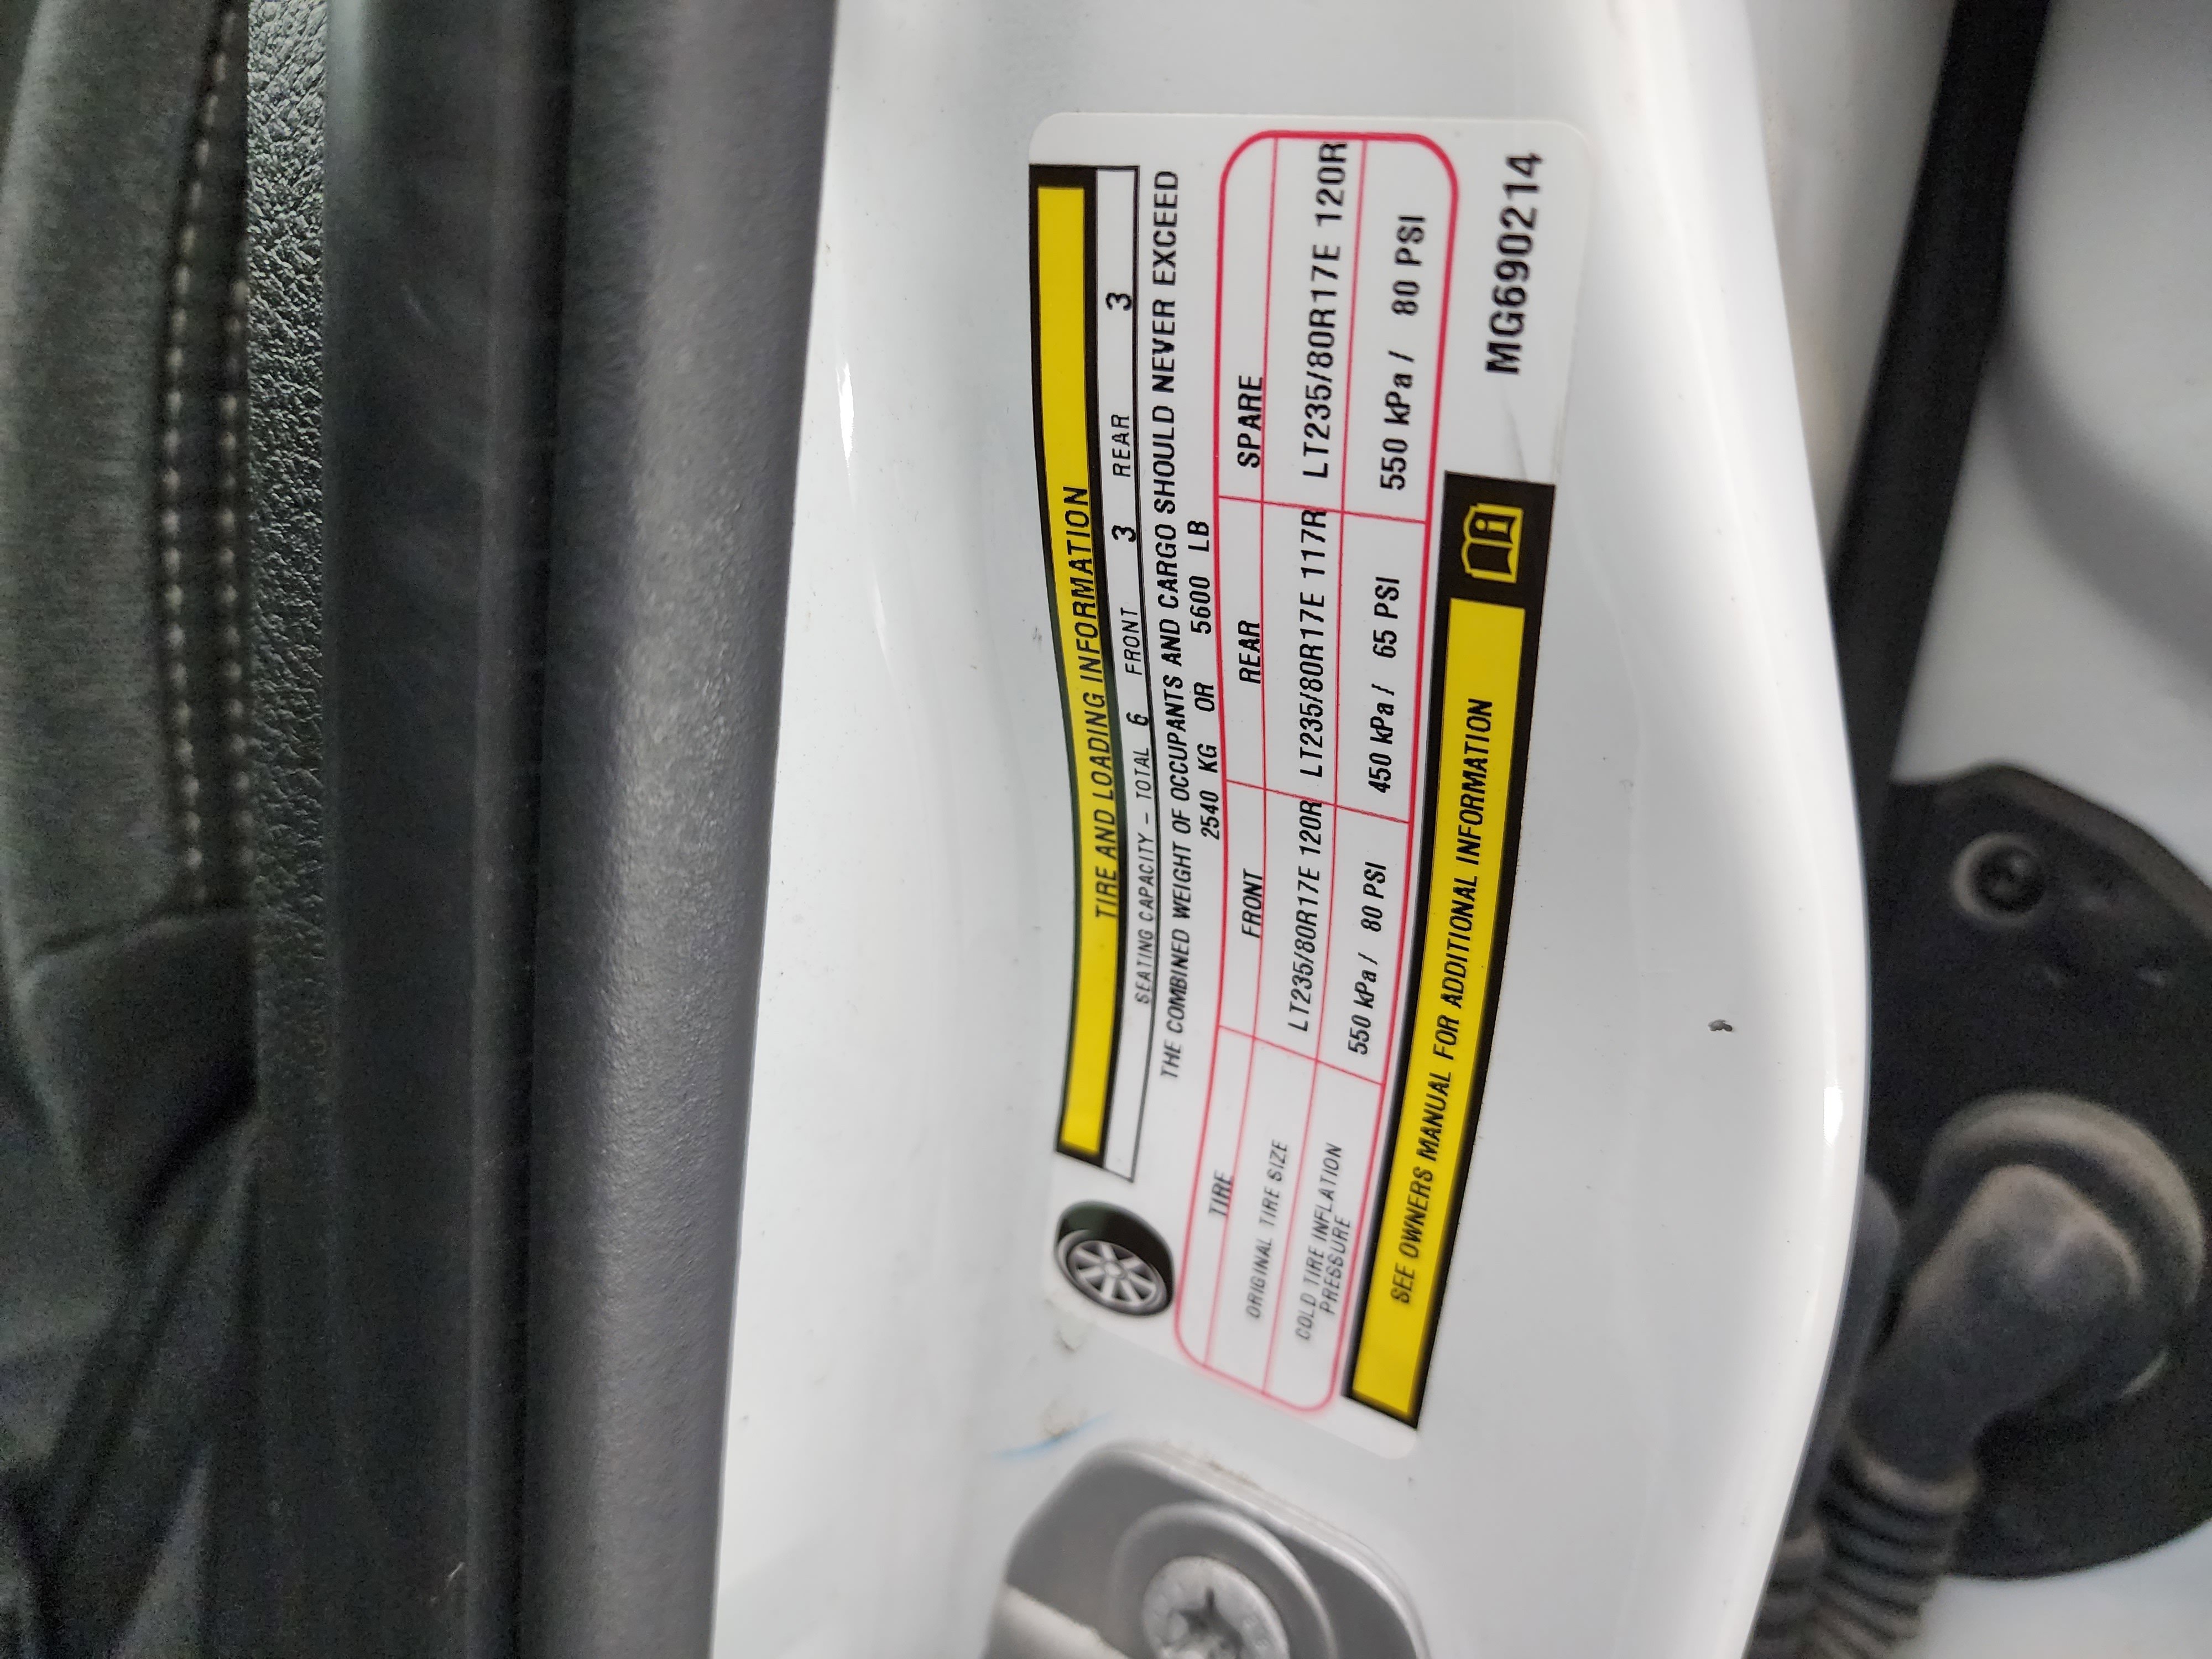 TIRE AND LOADING INFORMATION
SEATING CAPACITY - TOTAL 6 FRONT 3 REAR 3
THE COMBINED WEIGHT OF OCCUPANTS AND CARGO SHOULD NEVER EXCEED
2540 KG OR 5600 LB
TIRE FRONT REAR SPARE
ORIGINAL TIRE SIZE LT235/80R17E 120R LT235/80R17E 117R LT235/80R17E 120R
COLD TIRE INFLATION PRESSURE 550 kPa / 80 PSI 450 kPa / 65 PSI 550 kPa / 80 PSI
SEE OWNERS MANUAL FOR ADDITIONAL INFORMATION
MG690214